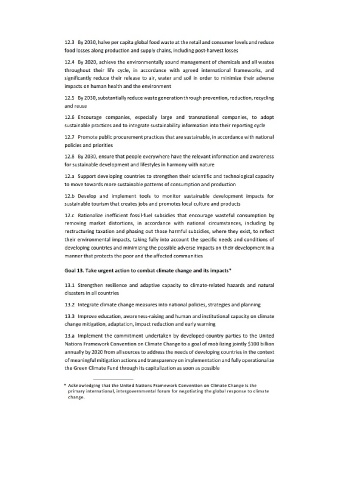 12.3 By 2030, halve per capita global food waste at the retail and consumer levels and reduce
food losses along production and supply chains, including post-harvest losses
12.4 By 2020, achieve the environmentally sound management of chemicals and all wastes
throughout their life cycle, in accordance with agreed international frameworks, and
significantly reduce their release to air, water and soil in order to minimize their adverse
impacts on human health and the environment
12.5 By 2030, substantially reduce waste generation through prevention, reduction, recycling
and reuse
12.6 Encourage companies, especially large and transnational companies, to adopt
sustainable practices and to integrate sustainability information into their reporting cycle
12.7 Promote public procurement practices that are sustainable, in accordance with national
policies and priorities
12.8 By 2030, ensure that people everywhere have the relevant information and awareness
for sustainable development and lifestyles in harmony with nature
12.a Support developing countries to strengthen their scientific and technological capacity
to move towards more sustainable patterns of consumption and production
12.b Develop and implement tools to monitor sustainable development impacts for
sustainable tourism that creates jobs and promotes local culture and products
12.c Rationalize inefficient fossil-fuel subsidies that encourage wasteful consumption by
removing market distortions, in accordance with national circumstances, including by
restructuring taxation and phasing out those harmful subsidies, where they exist, to reflect
their environmental impacts, taking fully into account the specific needs and conditions of
developing countries and minimizing the possible adverse impacts on their development in a
manner that protects the poor and the affected communities
Goal 13. Take urgent action to combat climate change and its impacts*
13.1 Strengthen resilience and adaptive capacity to climate-related hazards and natural
disasters in all countries
13.2 Integrate climate change measures into national policies, strategies and planning
13.3 Improve education, awareness-raising and human and institutional capacity on climate
change mitigation, adaptation, impact reduction and early warning
13.a Implement the commitment undertaken by developed-country parties to the United
Nations Framework Convention on Climate Change to a goal of mobilizing jointly $100 billion
annually by 2020 from all sources to address the needs of developing countries in the context
of meaningful mitigation actions and transparency on implementation and fully operationalize
the Green Climate Fund through its capitalization as soon as possible
* Acknowledging that the United Nations Framework Convention on Climate Change is the
primary international, intergovernmental forum for negotiating the global response to climate
change.